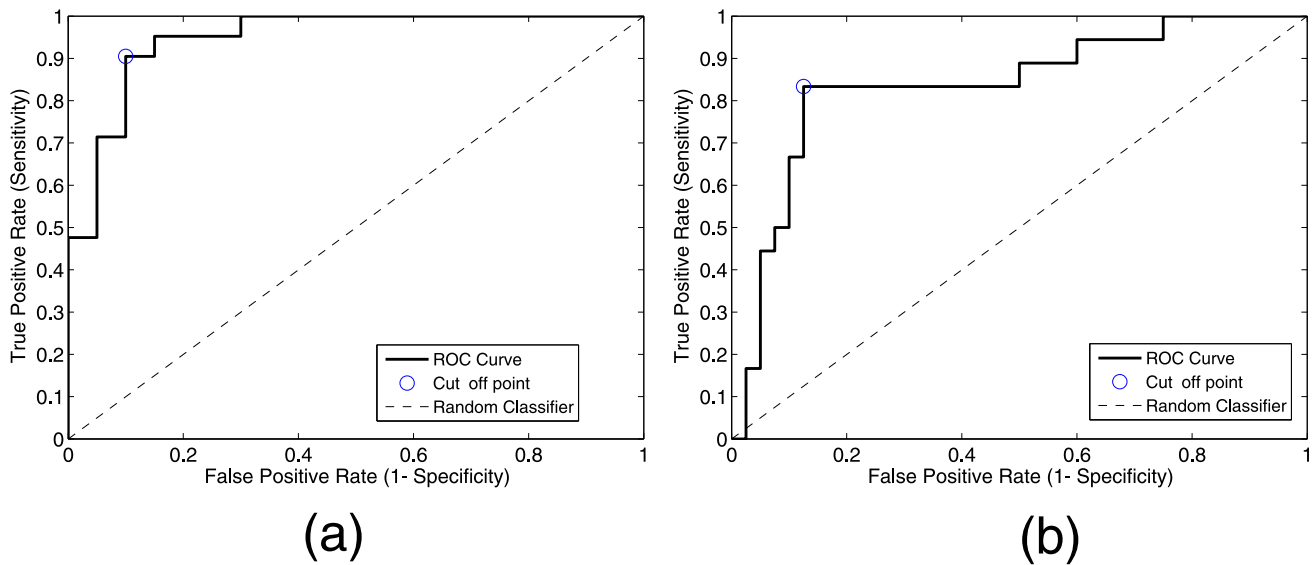 1
0.9
0.8
0.7
0.6
0.5
0.4
0.3
0.2
0.1
0
True Positive Rate (Sensitivity)
ROC Curve
Cut off point
Random Classifier
0 0.2 0.4 0.6 0.8 1
False Positive Rate (1- Specificity)
(a)
1
0.9
0.8
0.7
0.6
0.5
0.4
0.3
0.2
0.1
0
True Positive Rate (Sensitivity)
ROC Curve
Cut off point
Random Classifier
0 0.2 0.4 0.6 0.8 1
False Positive Rate (1- Specificity)
(b)